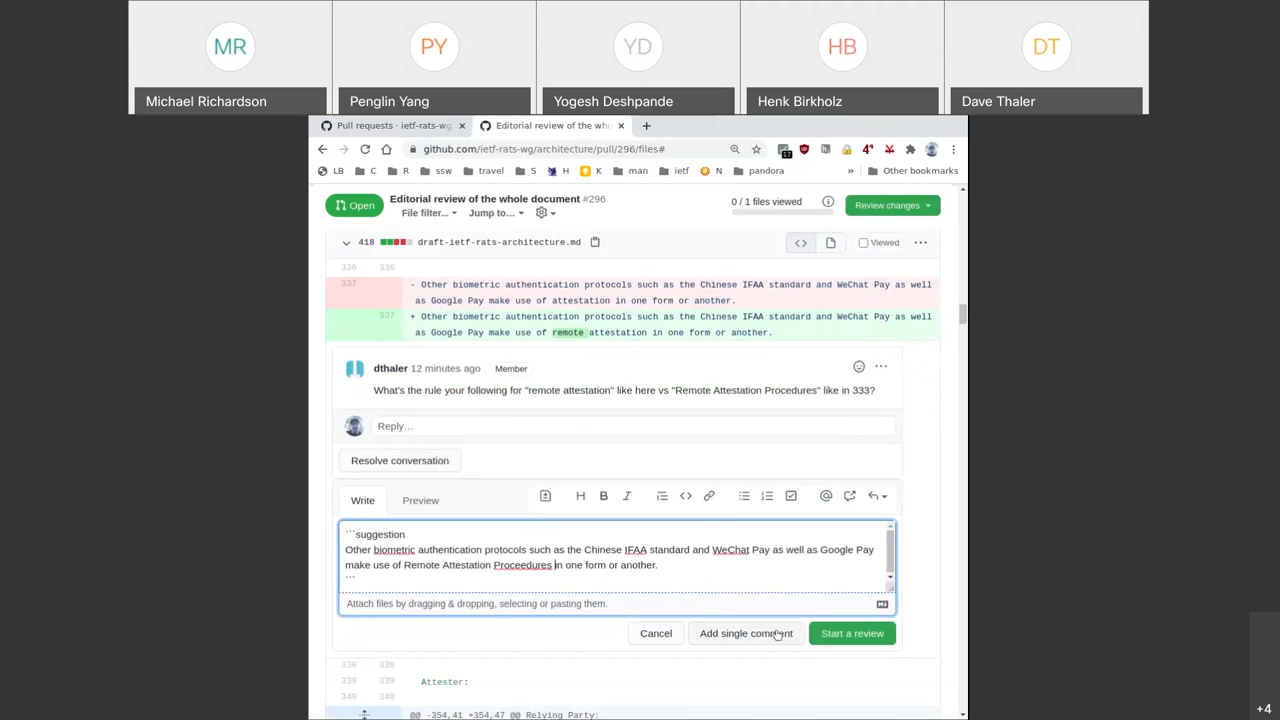 MR
PY
YD
HB
DT
Michael Richardson
Penglin Yang
Yogesh Deshpande
Henk Birkholz
Dave Thaler
Pull requests · ietf-rats-wg
Editorial review of the who
github.com/ietf-rats-wg/architecture/pull/296/files#
17
LB
C
R
ssw
travel
S
H
K
man
ietf
N
pandora
»
Other bookmarks
Open
Editorial review of the whole document #296
File filter...
Jump to...
0 / 1 files viewed
Review changes
418
draft-ietf-rats-architecture.md
Viewed
336 336
337 - Other biometric authentication protocols such as the Chinese IFAA standard and WeChat Pay as well
as Google Pay make use of attestation in one form or another.
337 + Other biometric authentication protocols such as the Chinese IFAA standard and WeChat Pay as well
as Google Pay make use of remote attestation in one form or another.
dthaler 12 minutes ago Member
What's the rule your following for "remote attestation" like here vs "Remote Attestation Procedures" like in 333?
Reply...
Resolve conversation
Write
Preview
```suggestion
Other biometric authentication protocols such as the Chinese IFAA standard and WeChat Pay as well as Google Pay
make use of Remote Attestation Proceedures in one form or another.
```
Attach files by dragging & dropping, selecting or pasting them.
Cancel
Add single comment
Start a review
338 338
339 339 Attester:
340 340
@@ -354,41 +354,47 @@ Relying Party:
+4